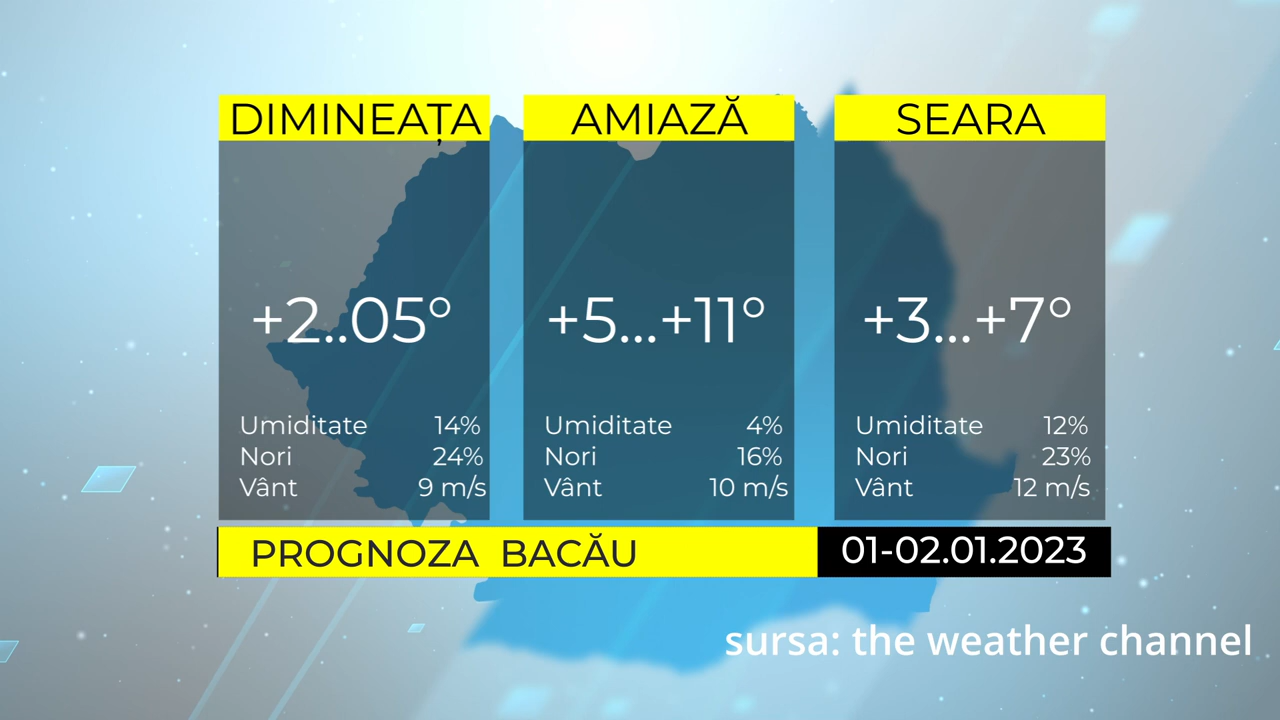 DIMINEAȚA
+2..05°
Umiditate 14%
Nori 24%
Vânt 9 m/s
AMIAZĂ
+5...+11°
Umiditate 4%
Nori 16%
Vânt 10 m/s
SEARA
+3...+7°
Umiditate 12%
Nori 23%
Vânt 12 m/s
PROGNOZA BACĂU
01-02.01.2023
sursa: the weather channel